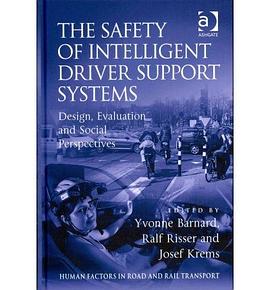 ASHGATE
THE SAFETY
OF INTELLIGENT
DRIVER SUPPORT
SYSTEMS
Design, Evaluation
and Social
Perspectives
EDITED BY
Yvonne Barnard,
Ralf Risser and
Josef Krems
HUMAN FACTORS IN ROAD AND RAIL TRANSPORT